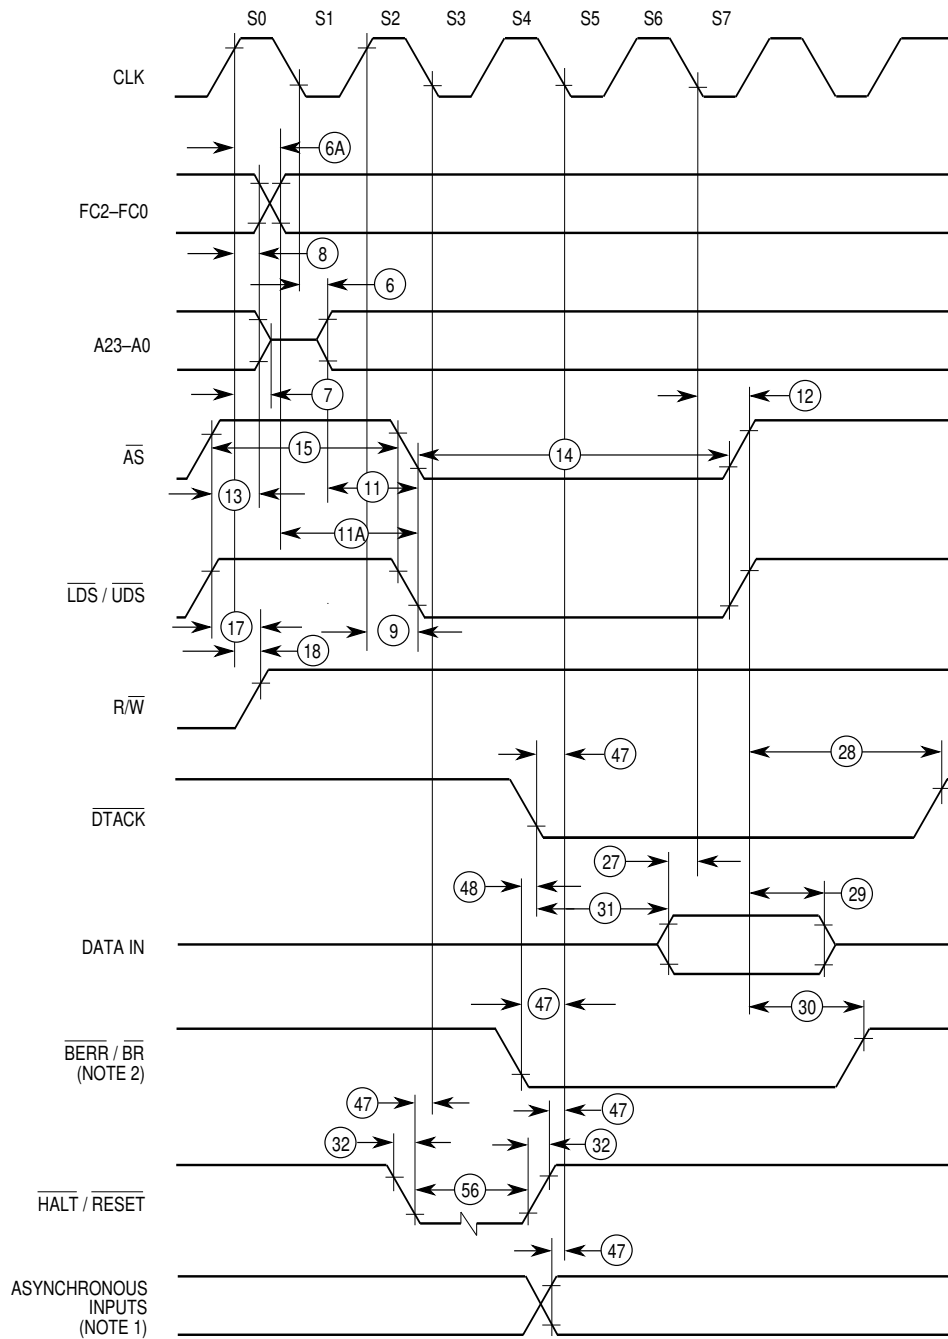 S0 S1 S2 S3 S4 S5 S6 S7
CLK
6A
FC2–FC0
8
6
A23–A0
7
12
15
14
AS
11
13
11A
LDS / UDS
17
9
18
R/W
47
28
DTACK
27
48
29
31
DATA IN
47
30
BERR / BR
(NOTE 2)
47
47
32
32
56
HALT / RESET
47
ASYNCHRONOUS
INPUTS
(NOTE 1)